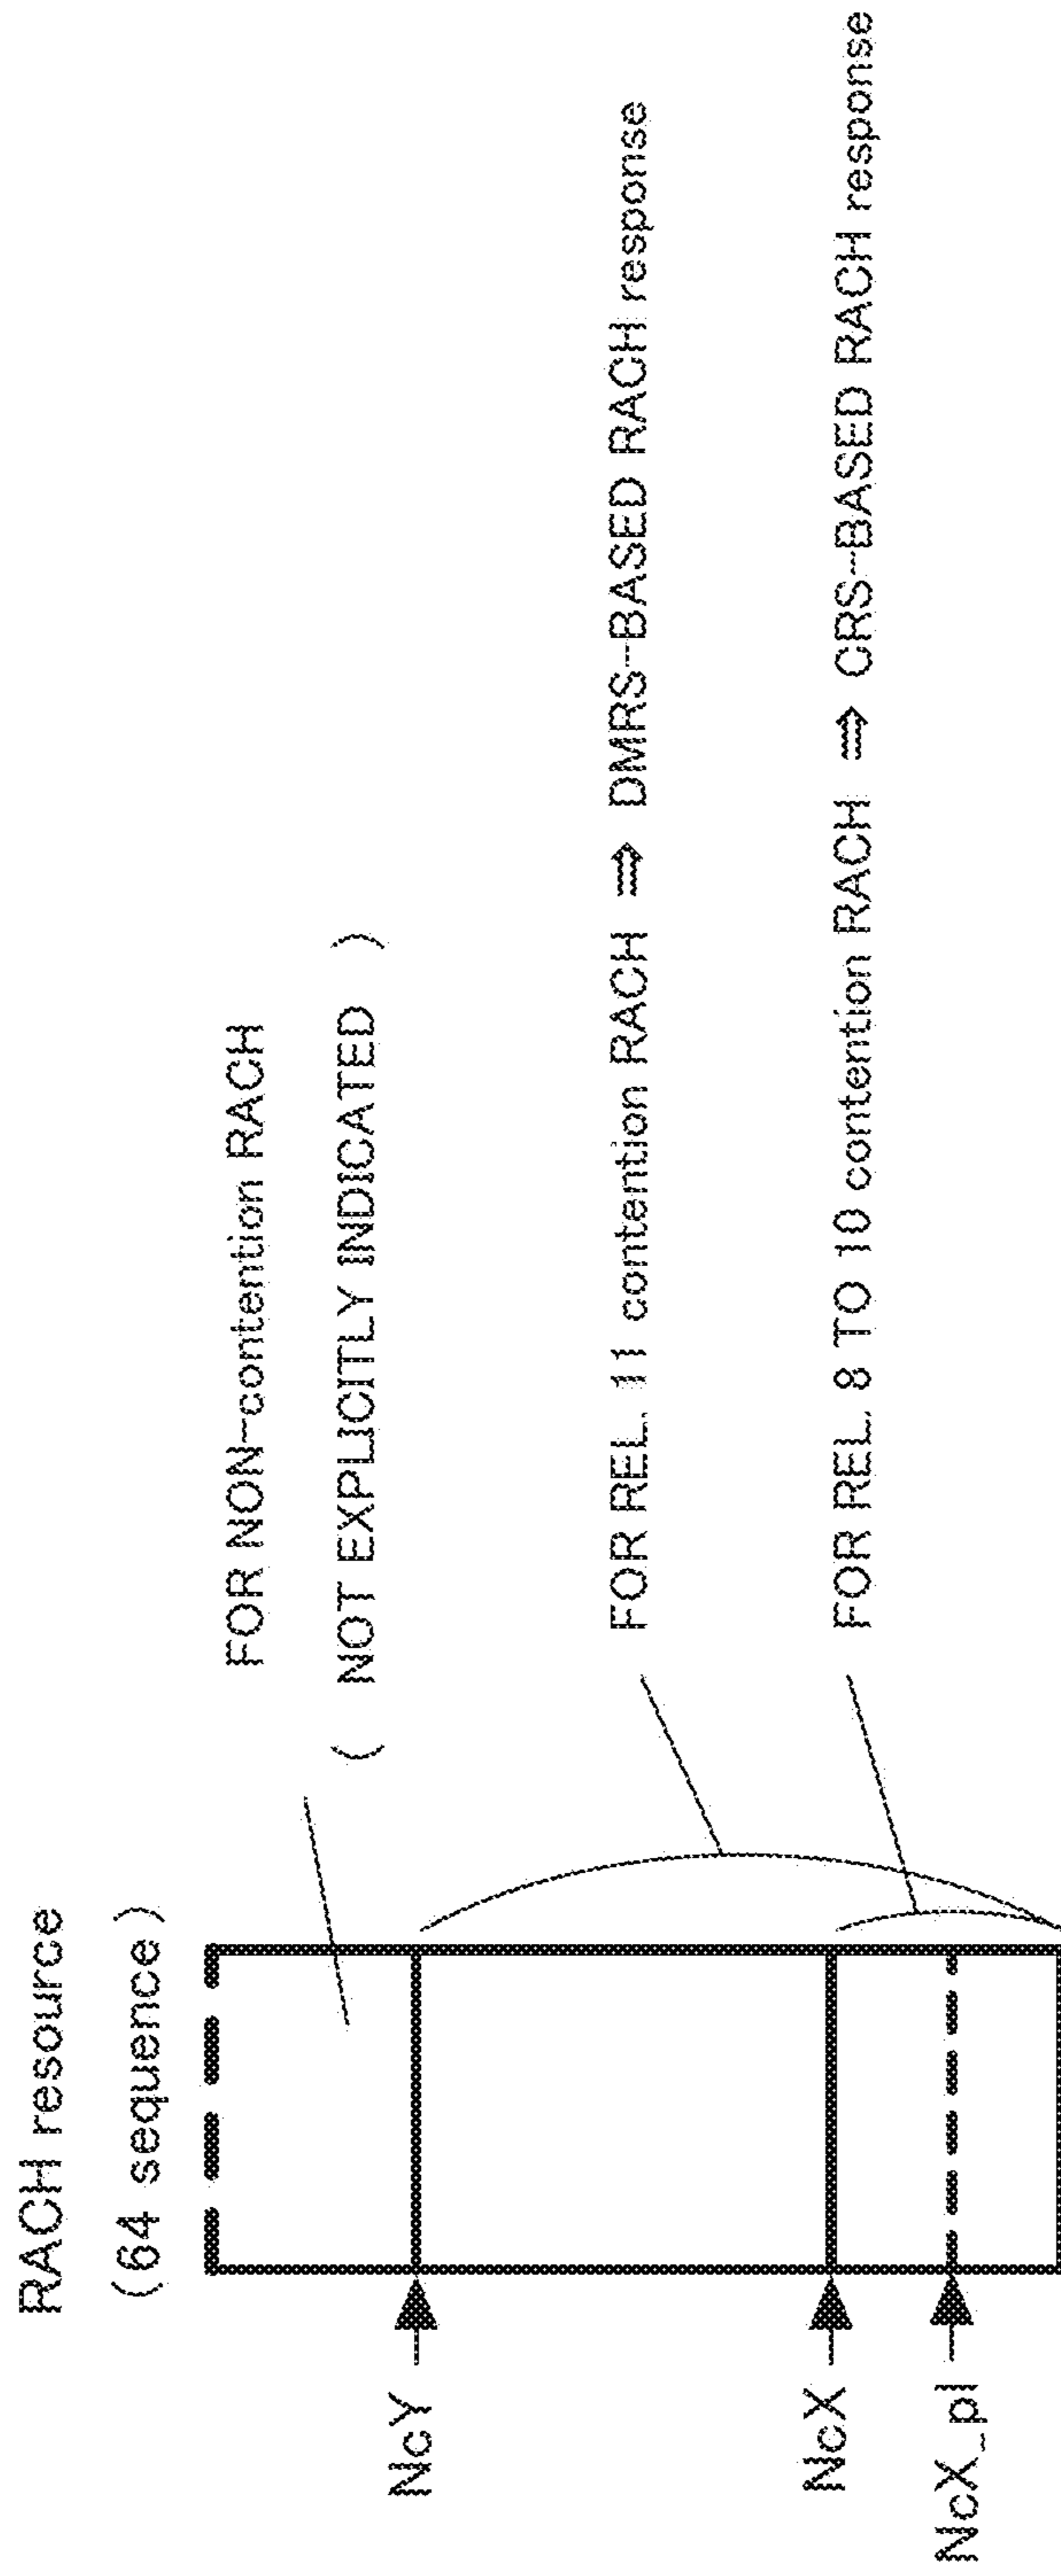 RACH resource
(64 sequence)
FOR NON-contention RACH
( NOT EXPLICITLY INDICATED )
NcY
FOR REL. 11 contention RACH ⇒ DMRS-BASED RACH response
NcX
FOR REL. 8 TO 10 contention RACH ⇒ CRS-BASED RACH response
NcX_pl